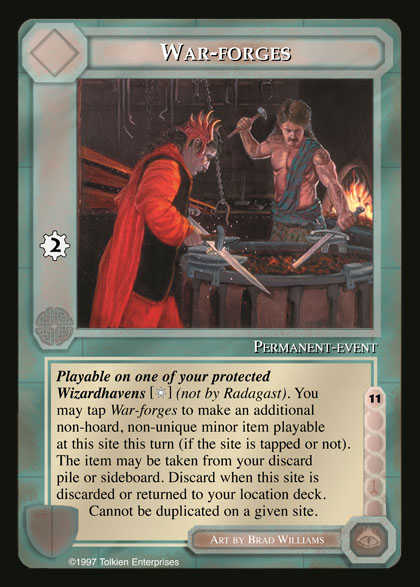 War-forges
2
Permanent-event
Playable on one of your protected
Wizardhavens [☼] (not by Radagast). You
may tap War-forges to make an additional
non-hoard, non-unique minor item playable
at this site this turn (if the site is tapped or not).
The item may be taken from your discard
pile or sideboard. Discard when this site is
discarded or returned to your location deck.
Cannot be duplicated on a given site.
11
Art by Brad Williams
©1997 Tolkien Enterprises